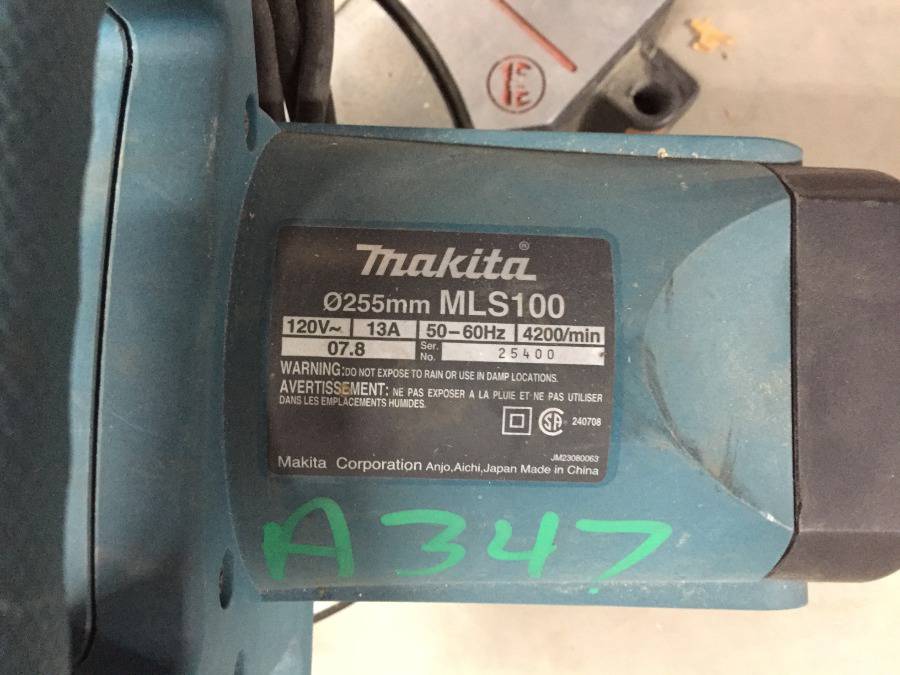 Makita®
Ø255mm MLS100
120V~ 13A 50-60Hz 4200/min
07.8 Ser. No. 25400
WARNING: DO NOT EXPOSE TO RAIN OR USE IN DAMP LOCATIONS.
AVERTISSEMENT: NE PAS EXPOSER A LA PLUIE ET NE PAS UTILISER
DANS LES EMPLACEMENTS HUMIDES.
SA 240708
JM23080063
Makita Corporation Anjo,Aichi,Japan Made in China
A347